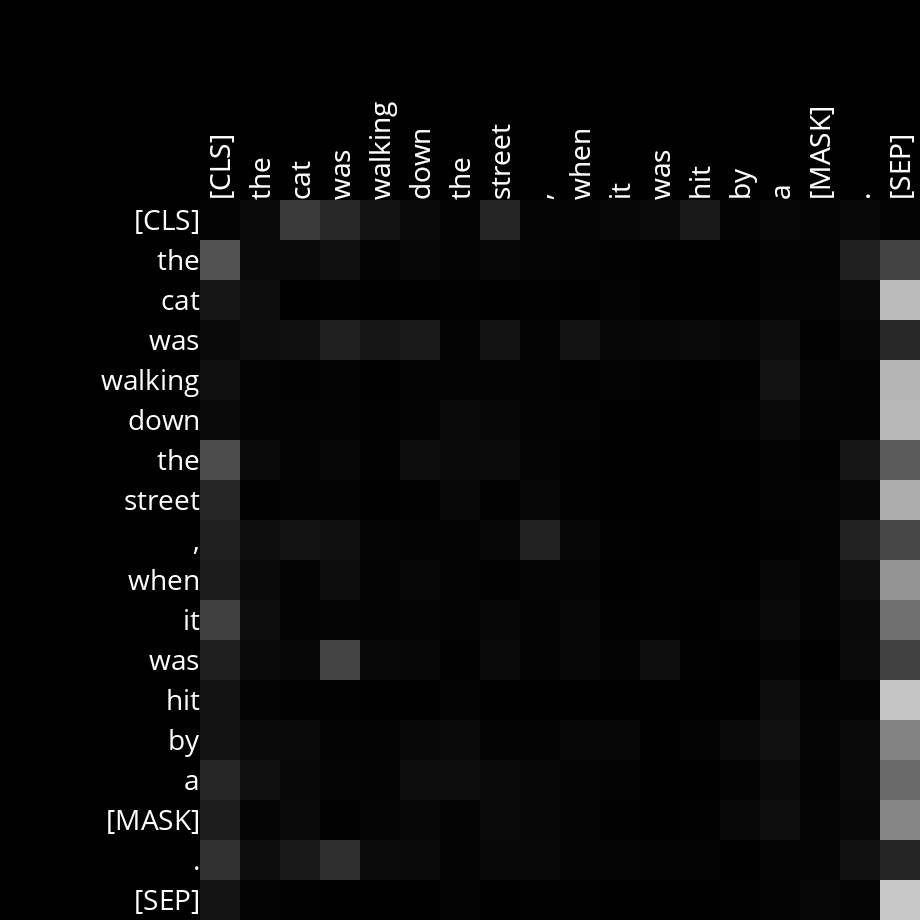 [CLS] the cat was walking down the street , when it was hit by a [MASK] . [SEP]
[CLS]
the
cat
was
walking
down
the
street
,
when
it
was
hit
by
a
[MASK]
.
[SEP]